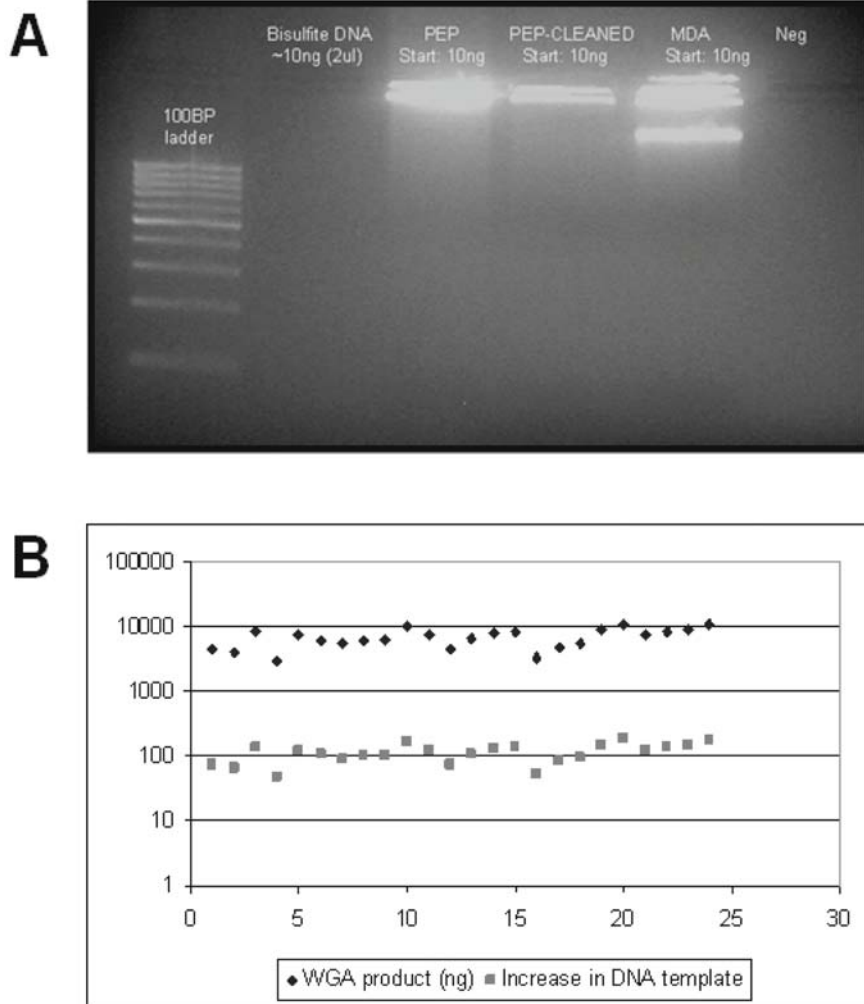 A
Bisulfite DNA PEP PEP-CLEANED MDA Neg
~10ng (2ul) Start: 10ng Start: 10ng Start: 10ng
100BP
ladder
B
100000
10000
1000
100
10
1
0 5 10 15 20 25 30
WGA product (ng) Increase in DNA template